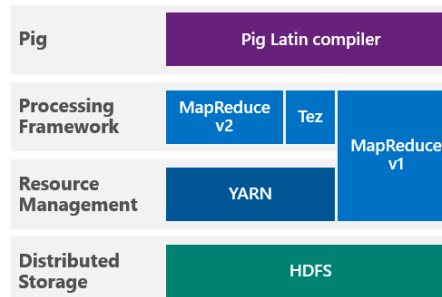 Pig
Pig Latin compiler
Processing
Framework
MapReduce
v2
Tez
MapReduce
v1
Resource
Management
YARN
Distributed
Storage
HDFS